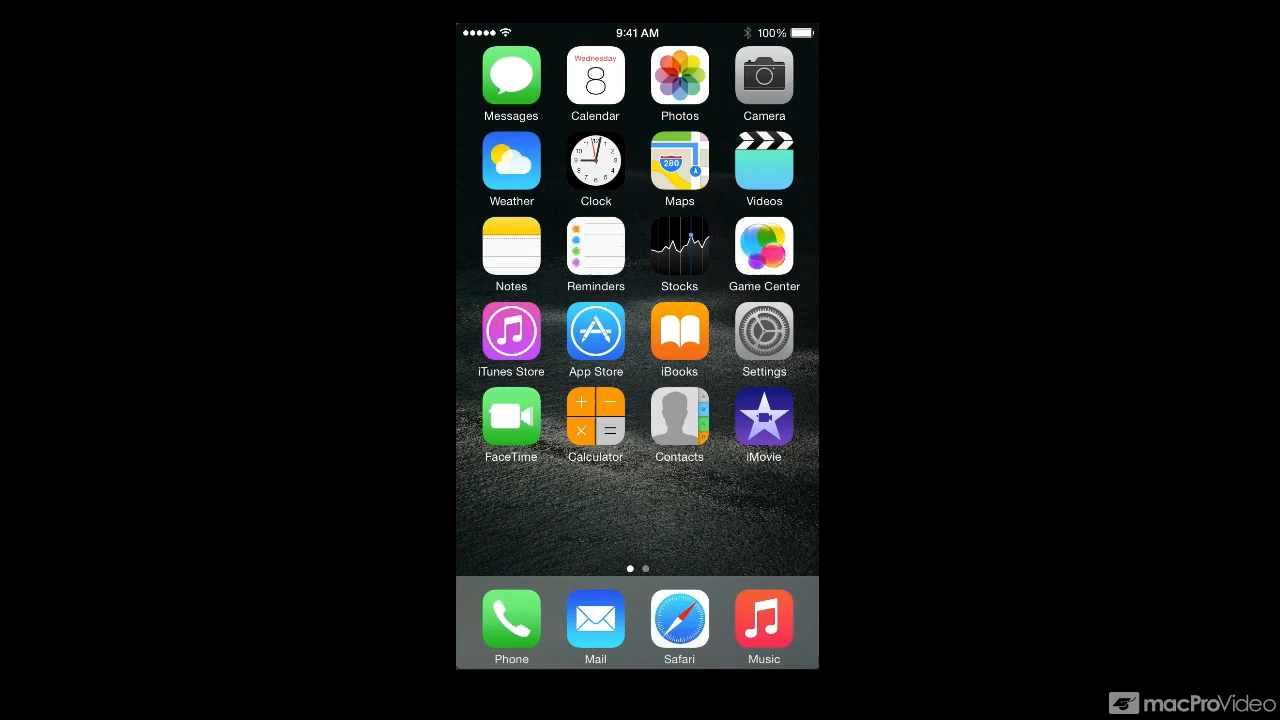 9:41 AM 100%
Wednesday
8
Messages Calendar Photos Camera
280
Weather Clock Maps Videos
Notes Reminders Stocks Game Center
iTunes Store App Store iBooks Settings
FaceTime Calculator Contacts iMovie
Phone Mail Safari Music
macProVideo